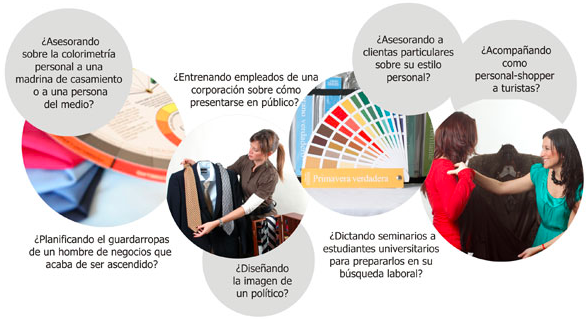 ¿Asesorando
sobre la colorimetría
personal a una
madrina de casamiento
o a una persona
del medio?
¿Entrenando empleados de una
corporación sobre cómo
presentarse en público?
¿Asesorando a
clientas particulares
sobre su estilo
personal?
¿Acompañando
como
personal-shopper
a turistas?
Primavera verdadera
¿Planificando el guardarropas
de un hombre de negocios que
acaba de ser ascendido?
¿Diseñando
la imagen de
un político?
¿Dictando seminarios a
estudiantes universitarios
para prepararlos en su
búsqueda laboral?